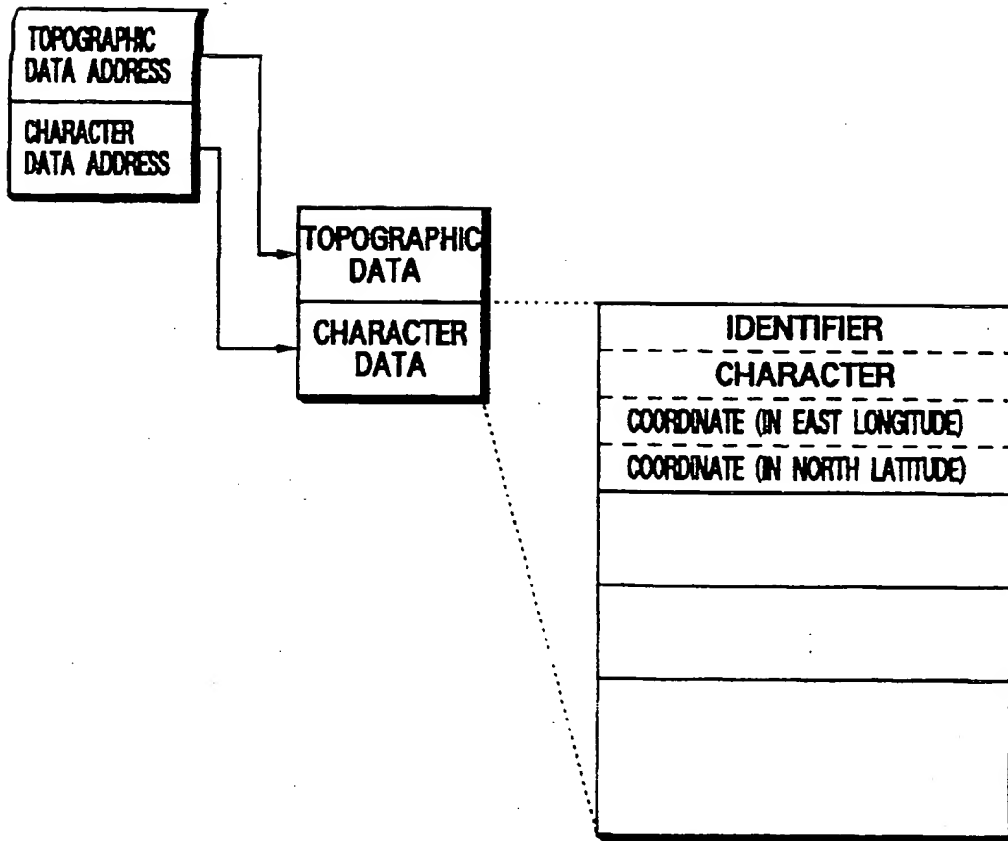 TOPOGRAPHIC
DATA ADDRESS
CHARACTER
DATA ADDRESS
TOPOGRAPHIC
DATA
CHARACTER
DATA
IDENTIFIER
CHARACTER
COORDINATE (IN EAST LONGITUDE)
COORDINATE (IN NORTH LATITUDE)